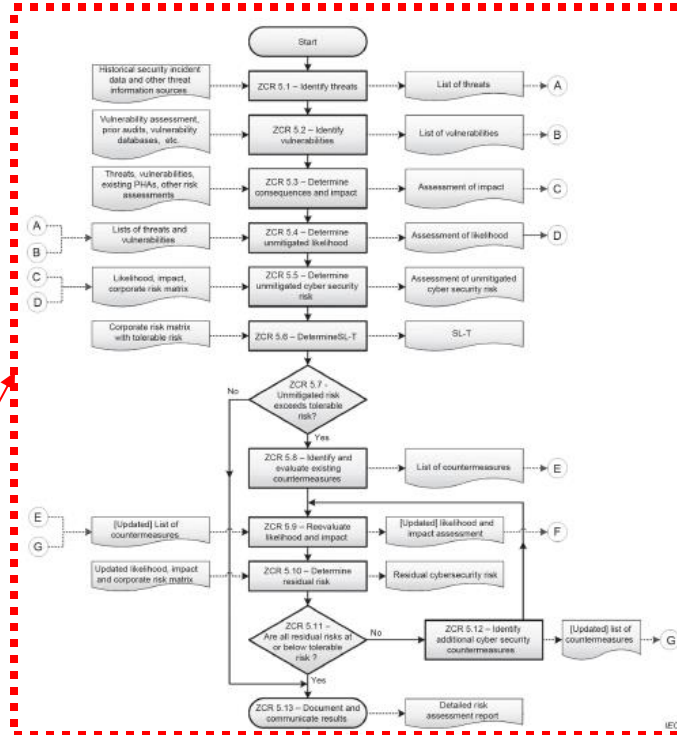 Start
Historical security incident
data and other threat
information sources
ZCR 5.1 – Identify threats
List of threats
A
Vulnerability assessment,
prior audits, vulnerability
databases, etc.
ZCR 5.2 – Identify
vulnerabilities
List of vulnerabilities
B
Threats, vulnerabilities,
existing PHAs, other risk
assessments
ZCR 5.3 – Determine
consequences and impact
Assessment of impact
C
A
B
Lists of threats and
vulnerabilities
ZCR 5.4 – Determine
unmitigated likelihood
Assessment of likelihood
D
C
D
Likelihood, impact,
corporate risk matrix
ZCR 5.5 – Determine
unmitigated cyber security
risk
Assessment of unmitigated
cyber security risk
Corporate risk matrix
with tolerable risk
ZCR 5.6 – DetermineSL-T
SL-T
ZCR 5.7 -
Unmitigated risk
exceeds tolerable
risk?
No
Yes
ZCR 5.8 – Identify and
evaluate existing
countermeasures
List of countermeasures
E
E
G
[Updated] List of
countermeasures
ZCR 5.9 – Reevaluate
likelihood and impact
[Updated] likelihood and
impact assessment
F
Updated likelihood, impact
and corporate risk matrix
ZCR 5.10 – Determine
residual risk
Residual cybersecurity risk
ZCR 5.11 –
Are all residual risks at
or below tolerable
risk ?
No
ZCR 5.12 – Identify
additional cyber security
countermeasures
[Updated] list of
countermeasures
G
Yes
ZCR 5.13 – Document and
communicate results
Detailed risk
assessment report
IEC